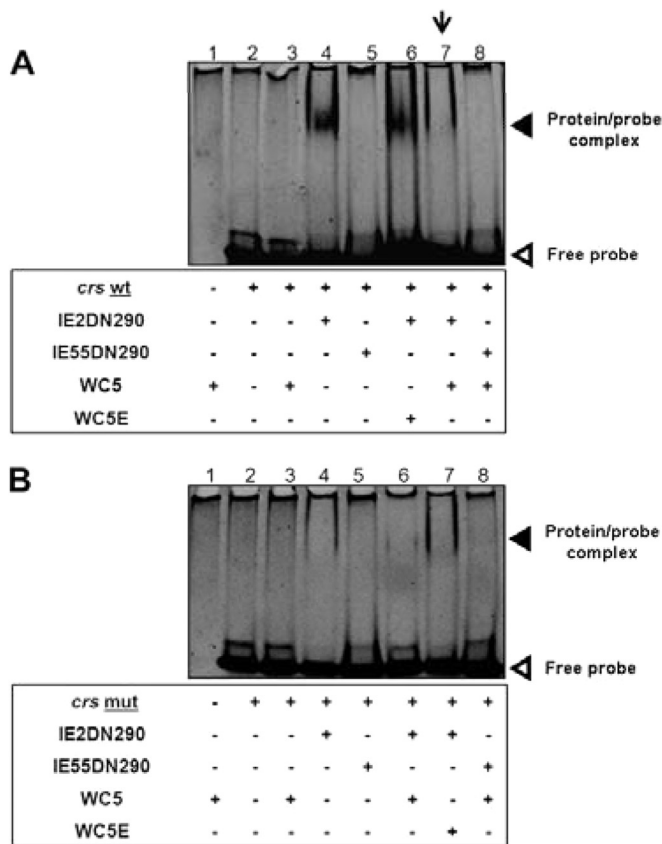 A
1 2 3 4 5 6 7 8
Protein/probe
complex
Free probe
crs wt - + + + + + + +
IE2DN290 - - - + - + + -
IE55DN290 - - - - + - - +
WC5 + - + - - - + +
WC5E - - - - - + - -
B
1 2 3 4 5 6 7 8
Protein/probe
complex
Free probe
crs mut - + + + + + + +
IE2DN290 - - - + - + + -
IE55DN290 - - - - + - - +
WC5 + - + - - + - +
WC5E - - - - - - + -